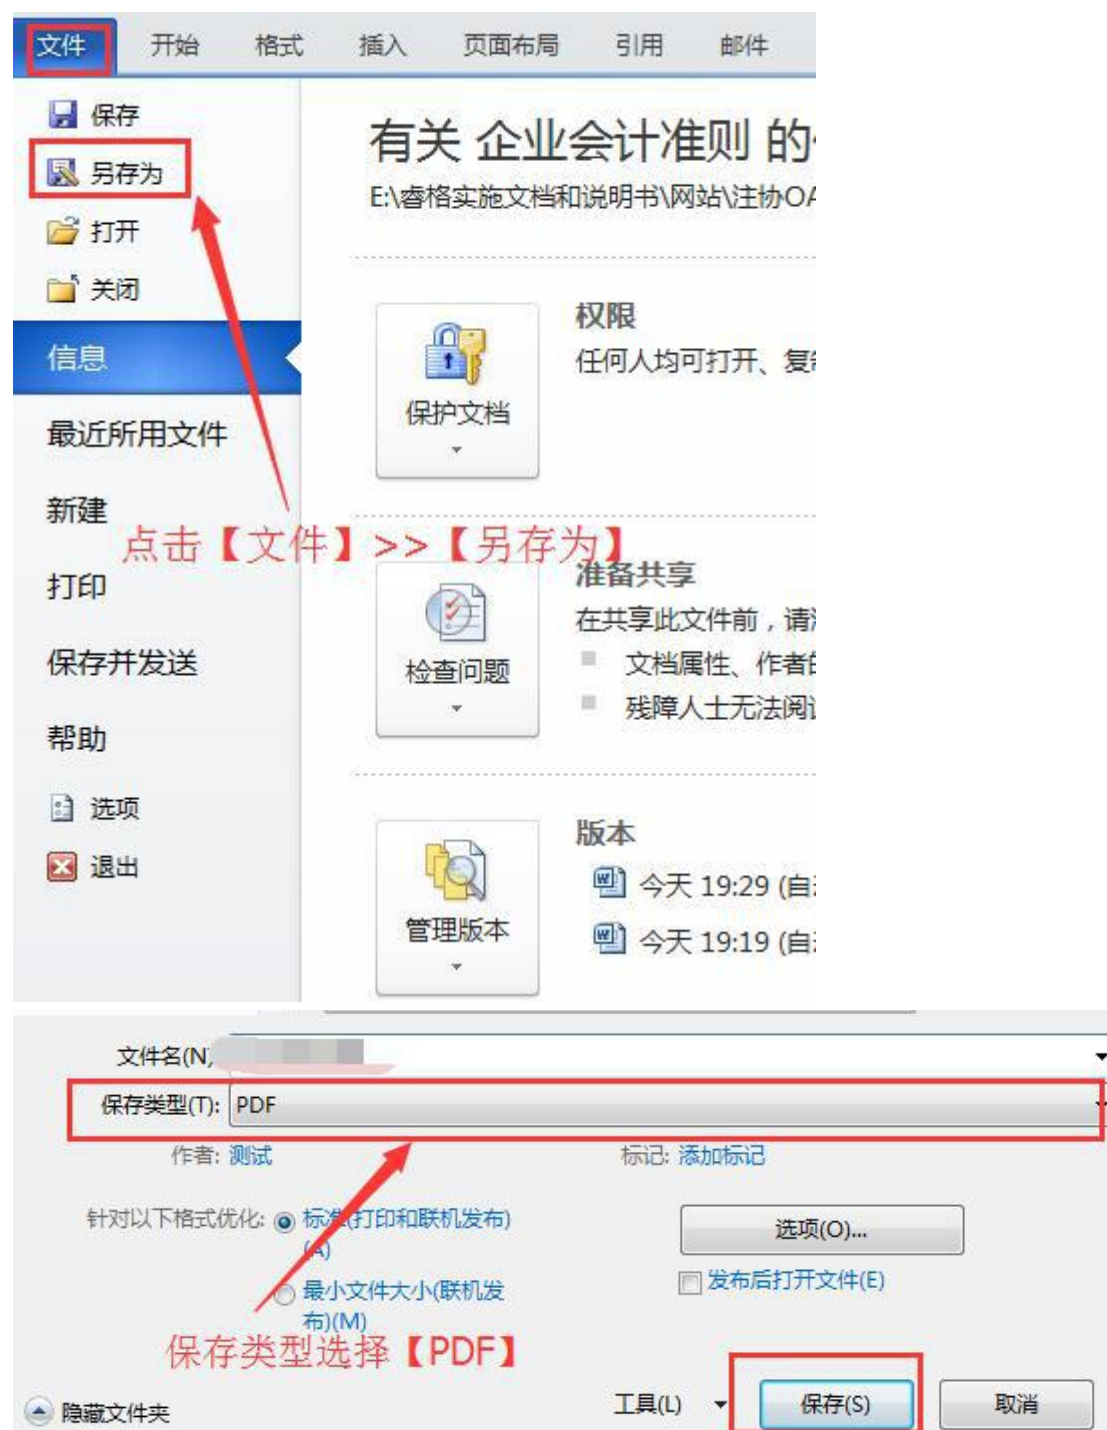 文件 开始 格式 插入 页面布局 引用 邮件
保存
另存为
打开
关闭
信息
最近所用文件
新建
打印
保存并发送
帮助
选项
退出
有关 企业会计准则 的
E:\睿格实施文档和说明书\网站\注协OA
保护文档
权限
任何人均可打开、复
点击【文件】>>【另存为】
检查问题
准备共享
在共享此文件前，请
文档属性、作者
残障人士无法阅
管理版本
版本
今天 19:29 (自
今天 19:19 (自
文件名(N)
保存类型(T): PDF
作者: 测试 标记: 添加标记
针对以下格式优化: 标准(打印和联机发布)
(A)
最小文件大小(联机发
布)(M)
选项(O)...
发布后打开文件(E)
保存类型选择【PDF】
隐藏文件夹 工具(L) 保存(S) 取消